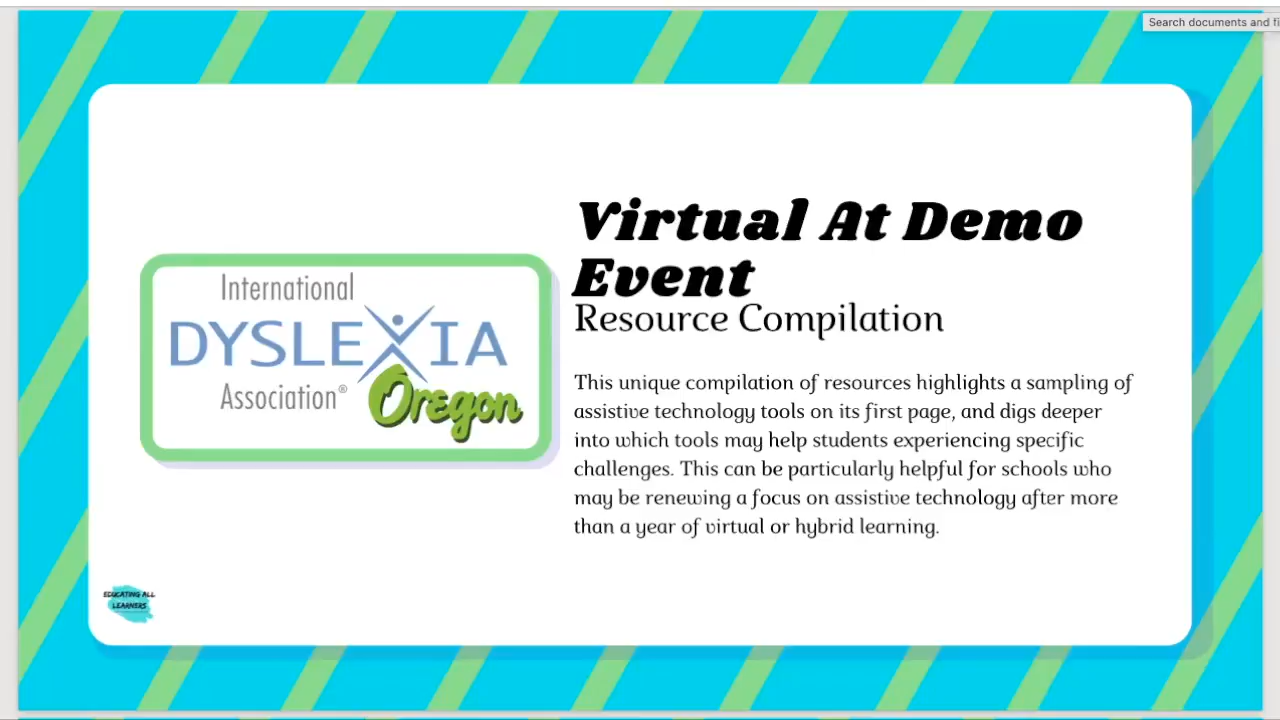 Search documents and fi
Virtual At Demo
Event
Resource Compilation
International
DYSLEXIA
Association®
Oregon
This unique compilation of resources highlights a sampling of
assistive technology tools on its first page, and digs deeper
into which tools may help students experiencing specific
challenges. This can be particularly helpful for schools who
may be renewing a focus on assistive technology after more
than a year of virtual or hybrid learning.
EDUCATING ALL
LEARNERS